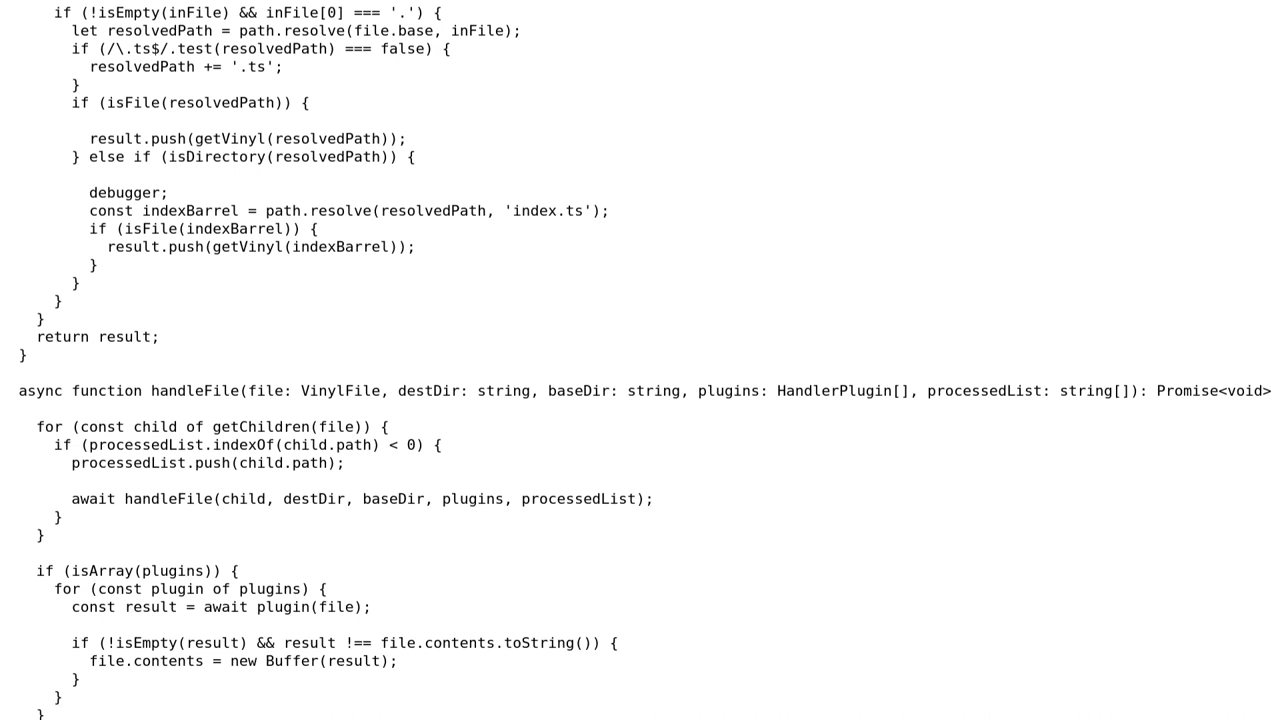 if (!isEmpty(inFile) && inFile[0] === '.') {
      let resolvedPath = path.resolve(file.base, inFile);
      if (/\.ts$/.test(resolvedPath) === false) {
        resolvedPath += '.ts';
      }
      if (isFile(resolvedPath)) {

        result.push(getVinyl(resolvedPath));
      } else if (isDirectory(resolvedPath)) {

        debugger;
        const indexBarrel = path.resolve(resolvedPath, 'index.ts');
        if (isFile(indexBarrel)) {
          result.push(getVinyl(indexBarrel));
        }
      }
    }
  }
  return result;
}

async function handleFile(file: VinylFile, destDir: string, baseDir: string, plugins: HandlerPlugin[], processedList: string[]): Promise<void>

  for (const child of getChildren(file)) {
    if (processedList.indexOf(child.path) < 0) {
      processedList.push(child.path);

      await handleFile(child, destDir, baseDir, plugins, processedList);
    }
  }

  if (isArray(plugins)) {
    for (const plugin of plugins) {
      const result = await plugin(file);

      if (!isEmpty(result) && result !== file.contents.toString()) {
        file.contents = new Buffer(result);
      }
    }
  }